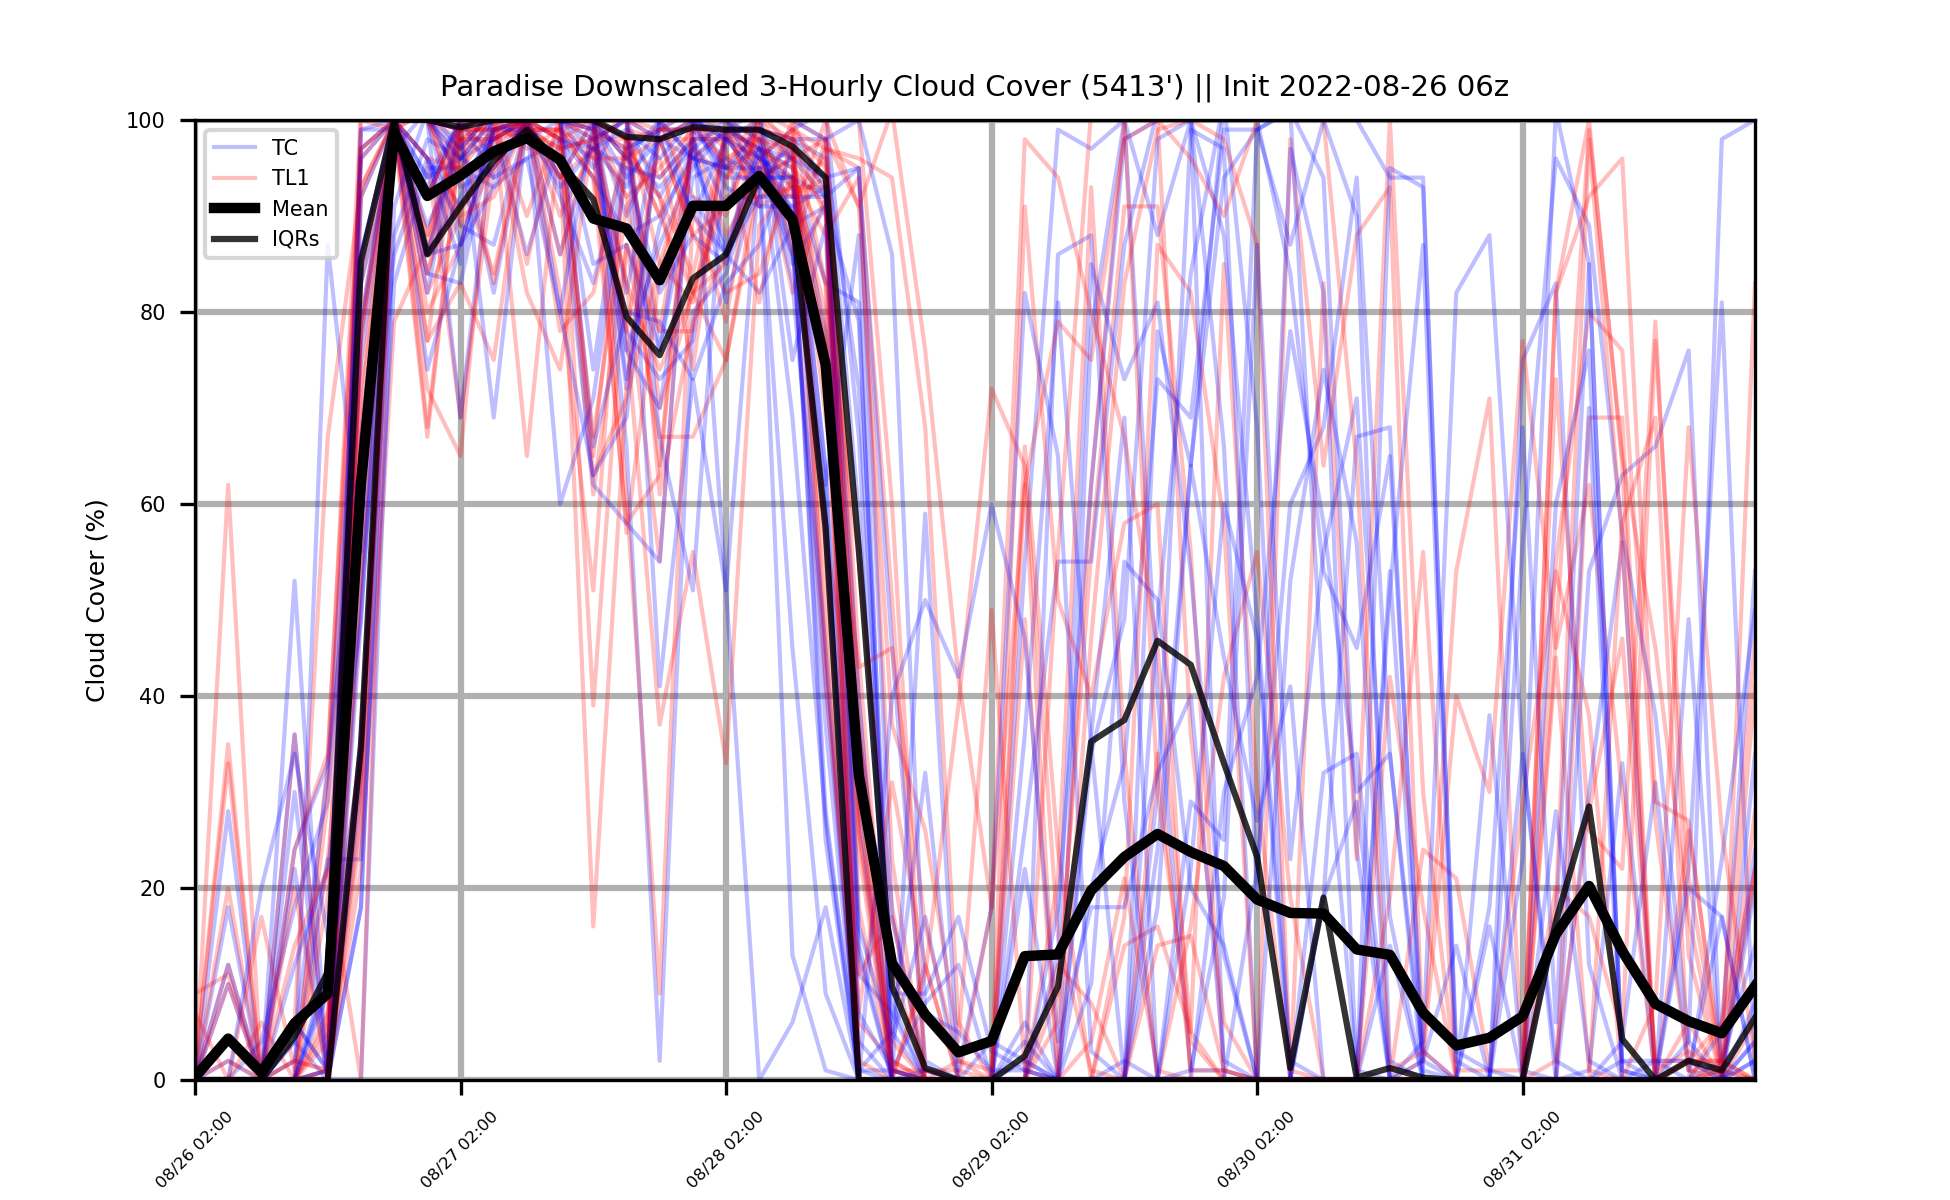 Paradise Downscaled 3-Hourly Cloud Cover (5413') || Init 2022-08-26 06z
TC
TL1
Mean
IQRs
Cloud Cover (%)
100
80
60
40
20
0
08/26 02:00
08/27 02:00
08/28 02:00
08/29 02:00
08/30 02:00
08/31 02:00